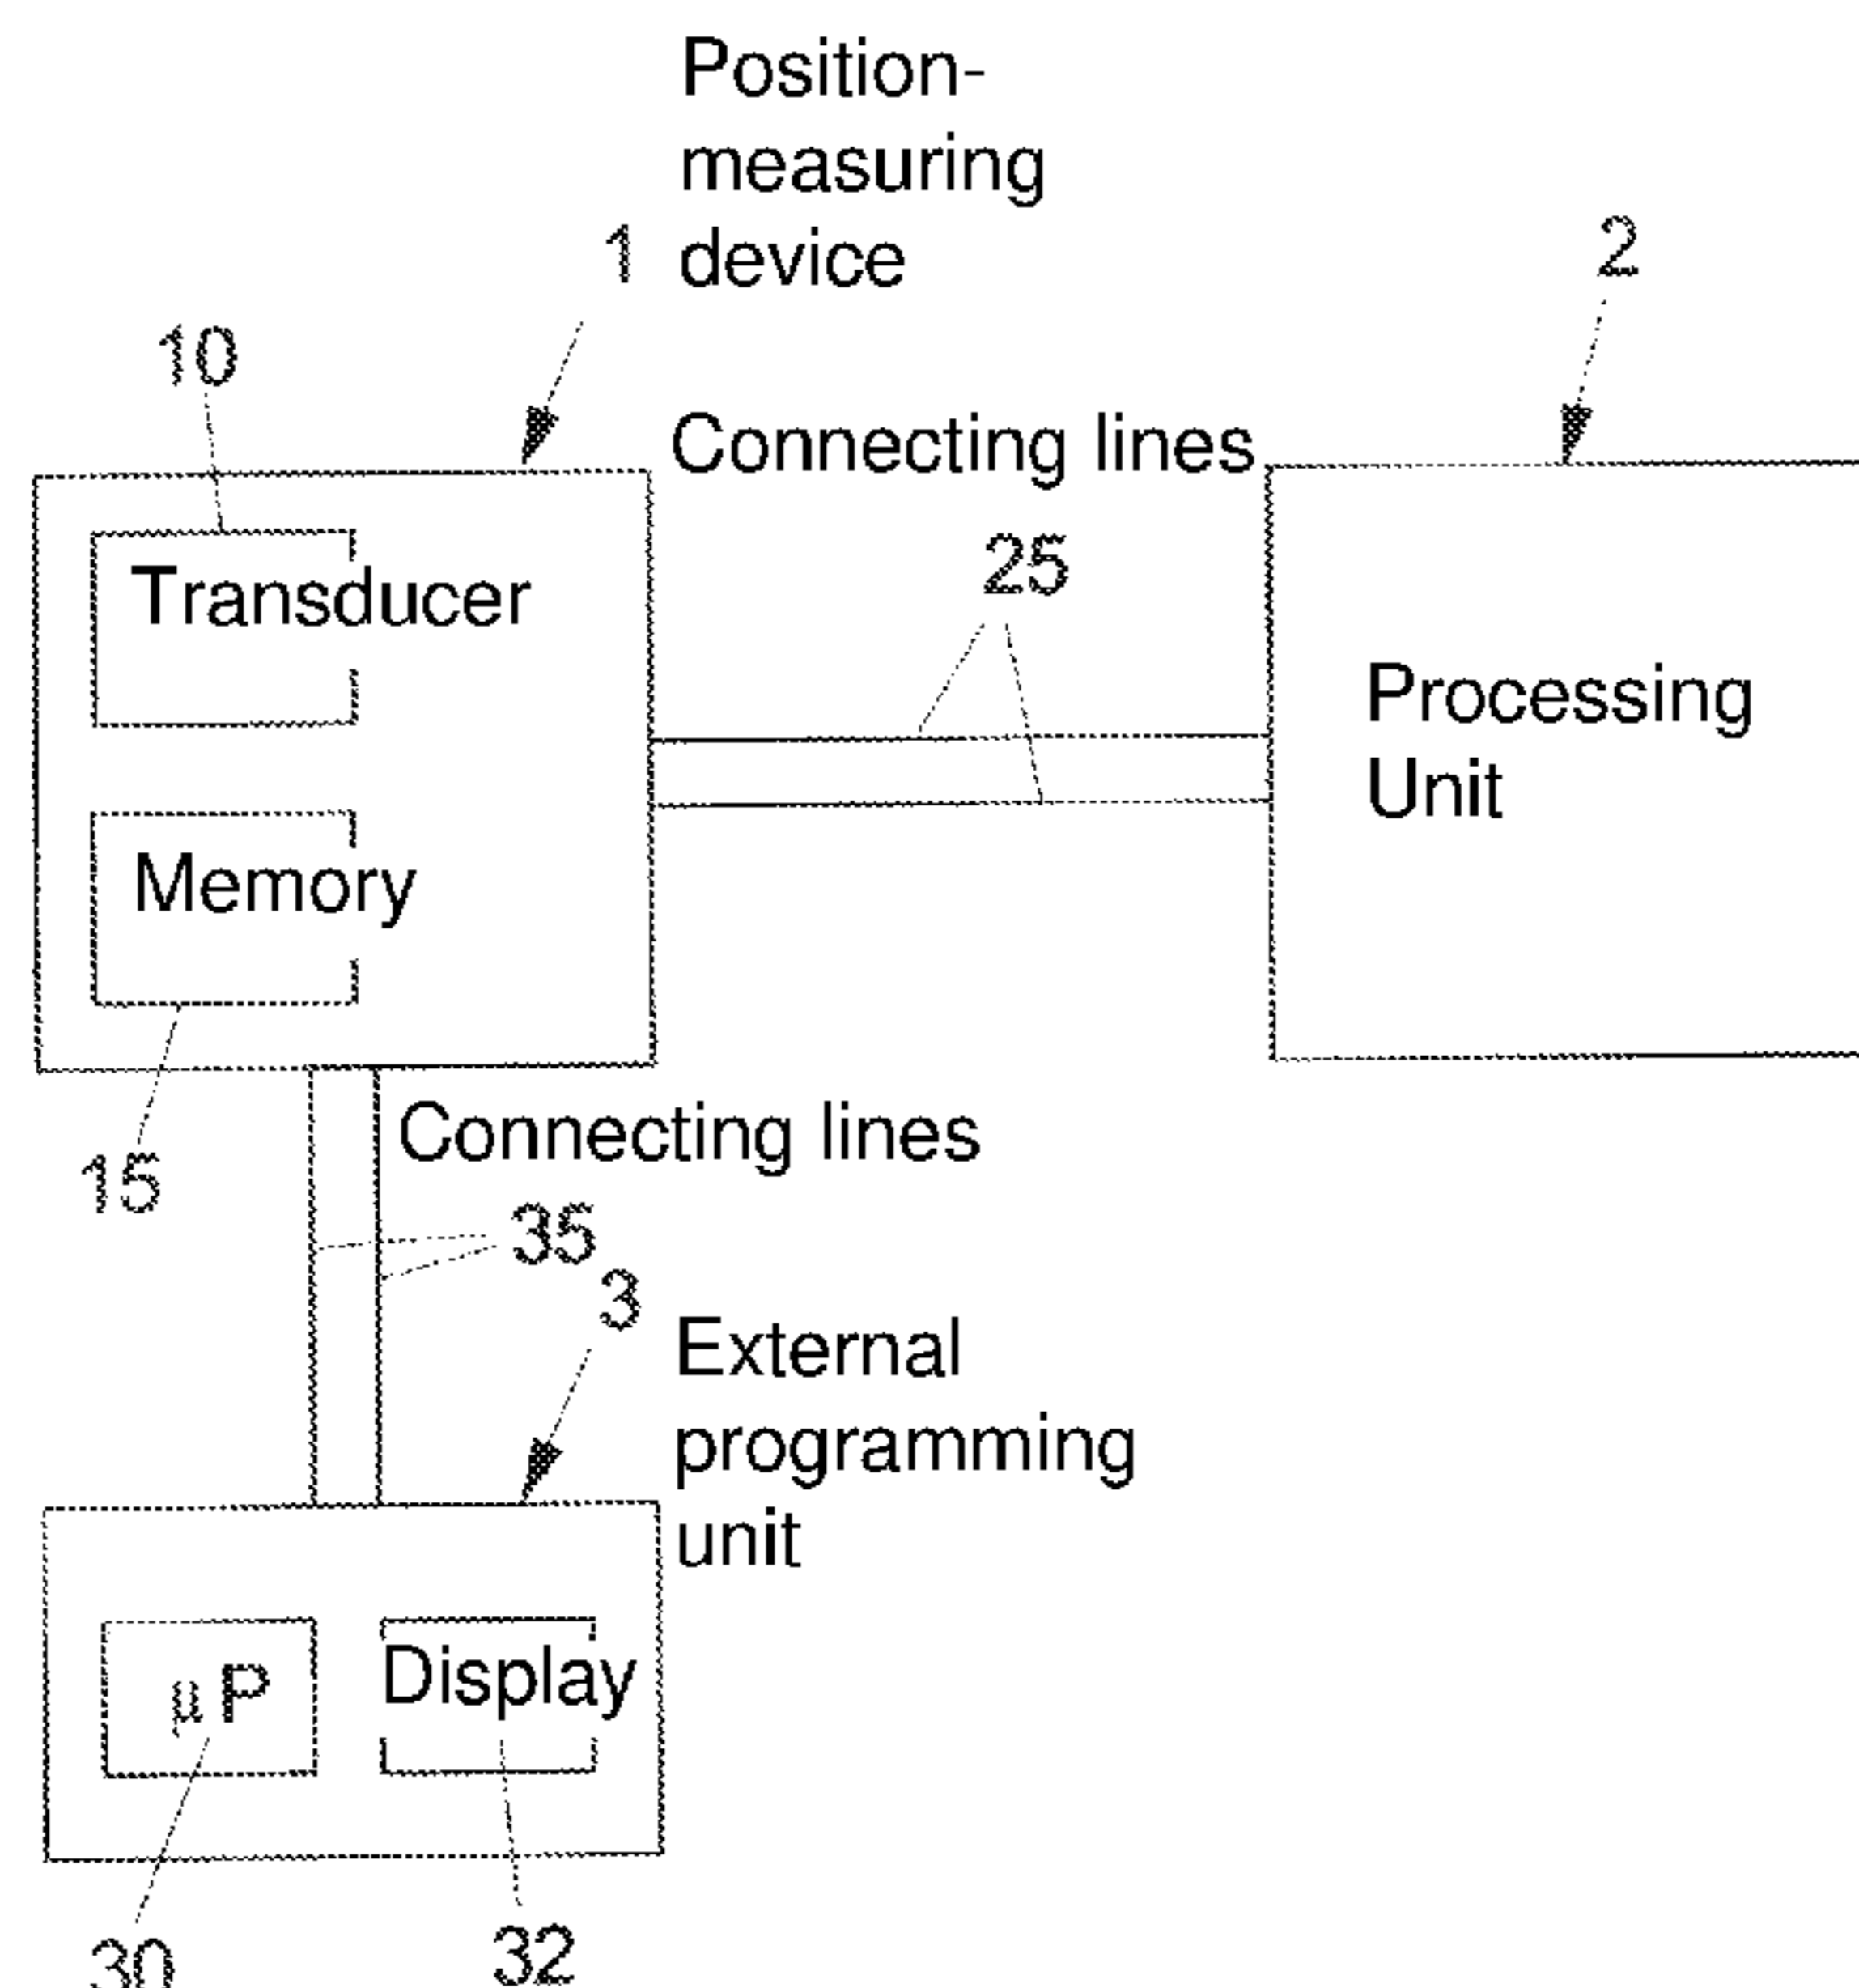 Position-
measuring
1 device
2
10
Connecting lines
25
Transducer
Processing
Unit
Memory
Connecting lines
15
35
3
External
programming
unit
µP
Display
30
32